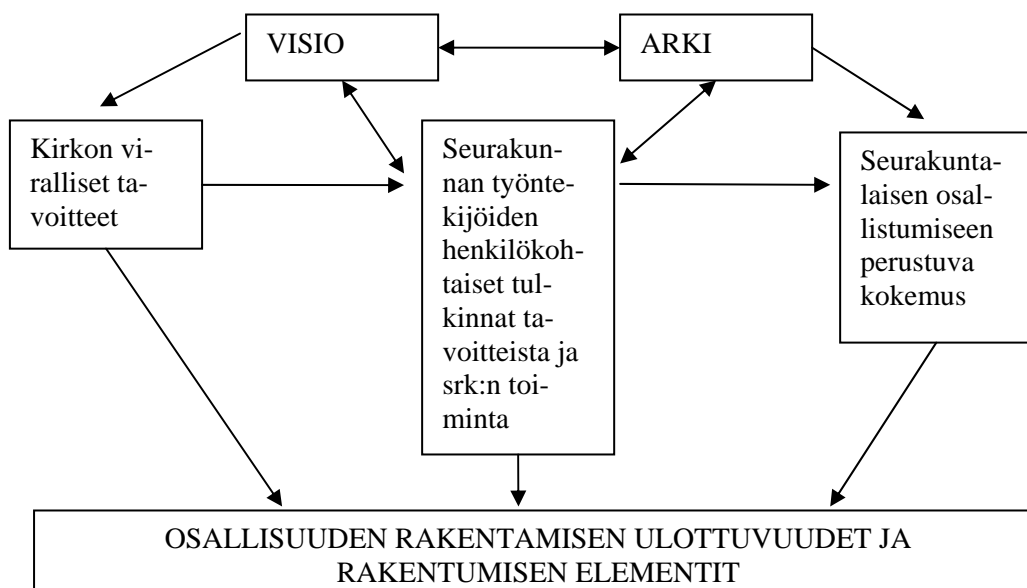 VISIO
ARKI
Kirkon vi-
ralliset ta-
voitteet
Seurakun-
nan työnte-
kijöiden
henkilökoh-
taiset tul-
kinnat ta-
voitteista ja
srk:n toi-
minta
Seurakunta-
laisen osal-
listumiseen
perustuva
kokemus
OSALLISUUDEN RAKENTAMISEN ULOTTUVUUDET JA
RAKENTUMISEN ELEMENTIT